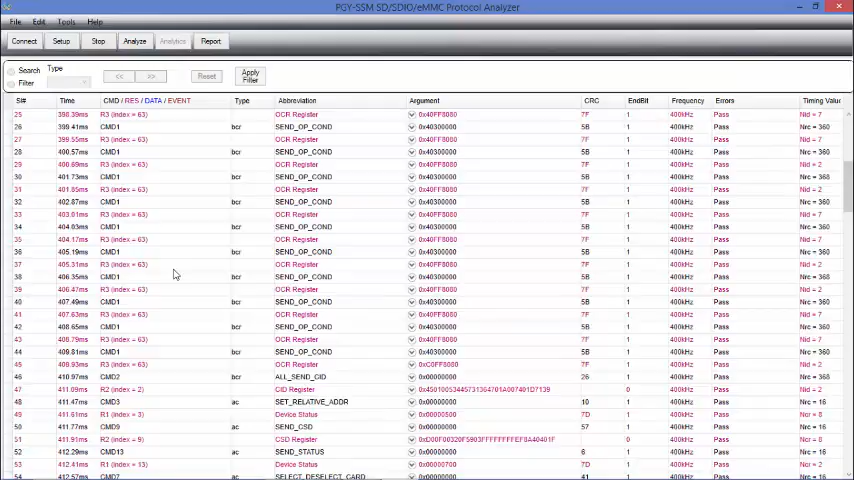 PGY-SSM SD/SDIO/eMMC Protocol Analyzer
File Edit Tools Help
Connect Setup Stop Analyze Analytics Report
Search Type
Filter << >> Reset Apply Filter
Sl# Time CMD / RES / DATA / EVENT Type Abbreviation Argument CRC EndBit Frequency Errors Timing Value
25 398.39ms R3 (index = 63) OCR Register 0x40FF8080 7F 1 400kHz Pass Nid = 7
26 399.41ms CMD1 bcr SEND_OP_COND 0x40300000 5B 1 400kHz Pass Nrc = 360
27 399.55ms R3 (index = 63) OCR Register 0x40FF8080 7F 1 400kHz Pass Nid = 7
28 400.57ms CMD1 bcr SEND_OP_COND 0x40300000 5B 1 400kHz Pass Nrc = 360
29 400.69ms R3 (index = 63) OCR Register 0x40FF8080 7F 1 400kHz Pass Nid = 2
30 401.73ms CMD1 bcr SEND_OP_COND 0x40300000 5B 1 400kHz Pass Nrc = 368
31 401.85ms R3 (index = 63) OCR Register 0x40FF8080 7F 1 400kHz Pass Nid = 2
32 402.87ms CMD1 bcr SEND_OP_COND 0x40300000 5B 1 400kHz Pass Nrc = 360
33 403.01ms R3 (index = 63) OCR Register 0x40FF8080 7F 1 400kHz Pass Nid = 7
34 404.03ms CMD1 bcr SEND_OP_COND 0x40300000 5B 1 400kHz Pass Nrc = 360
35 404.17ms R3 (index = 63) OCR Register 0x40FF8080 7F 1 400kHz Pass Nid = 7
36 405.19ms CMD1 bcr SEND_OP_COND 0x40300000 5B 1 400kHz Pass Nrc = 360
37 405.31ms R3 (index = 63) OCR Register 0x40FF8080 7F 1 400kHz Pass Nid = 2
38 406.35ms CMD1 bcr SEND_OP_COND 0x40300000 5B 1 400kHz Pass Nrc = 368
39 406.47ms R3 (index = 63) OCR Register 0x40FF8080 7F 1 400kHz Pass Nid = 2
40 407.49ms CMD1 bcr SEND_OP_COND 0x40300000 5B 1 400kHz Pass Nrc = 360
41 407.63ms R3 (index = 63) OCR Register 0x40FF8080 7F 1 400kHz Pass Nid = 7
42 408.65ms CMD1 bcr SEND_OP_COND 0x40300000 5B 1 400kHz Pass Nrc = 360
43 408.79ms R3 (index = 63) OCR Register 0x40FF8080 7F 1 400kHz Pass Nid = 7
44 409.81ms CMD1 bcr SEND_OP_COND 0x40300000 5B 1 400kHz Pass Nrc = 360
45 409.93ms R3 (index = 63) OCR Register 0xC0FF8080 7F 1 400kHz Pass Nid = 2
46 410.97ms CMD2 bcr ALL_SEND_CID 0x00000000 26 1 400kHz Pass Nrc = 368
47 411.09ms R2 (index = 2) CID Register 0x45010053445731364701A007401D7139 0 400kHz Pass Nid = 2
48 411.47ms CMD3 ac SET_RELATIVE_ADDR 0x00000000 10 1 400kHz Pass Nrc = 16
49 411.61ms R1 (index = 3) Device Status 0x00000500 7D 1 400kHz Pass Ncr = 8
50 411.77ms CMD9 ac SEND_CSD 0x00000000 57 1 400kHz Pass Nrc = 16
51 411.91ms R2 (index = 9) CSD Register 0xD00F00320F5903FFFFFFFFEF8A40401F 0 400kHz Pass Ncr = 8
52 412.29ms CMD13 ac SEND_STATUS 0x00000000 6 1 400kHz Pass Nrc = 16
53 412.41ms R1 (index = 13) Device Status 0x00000700 7D 1 400kHz Pass Ncr = 2
54 412.57ms CMD7 ac SELECT_DESELECT_CARD 0x00000000 41 1 400kHz Pass Nrc = 16